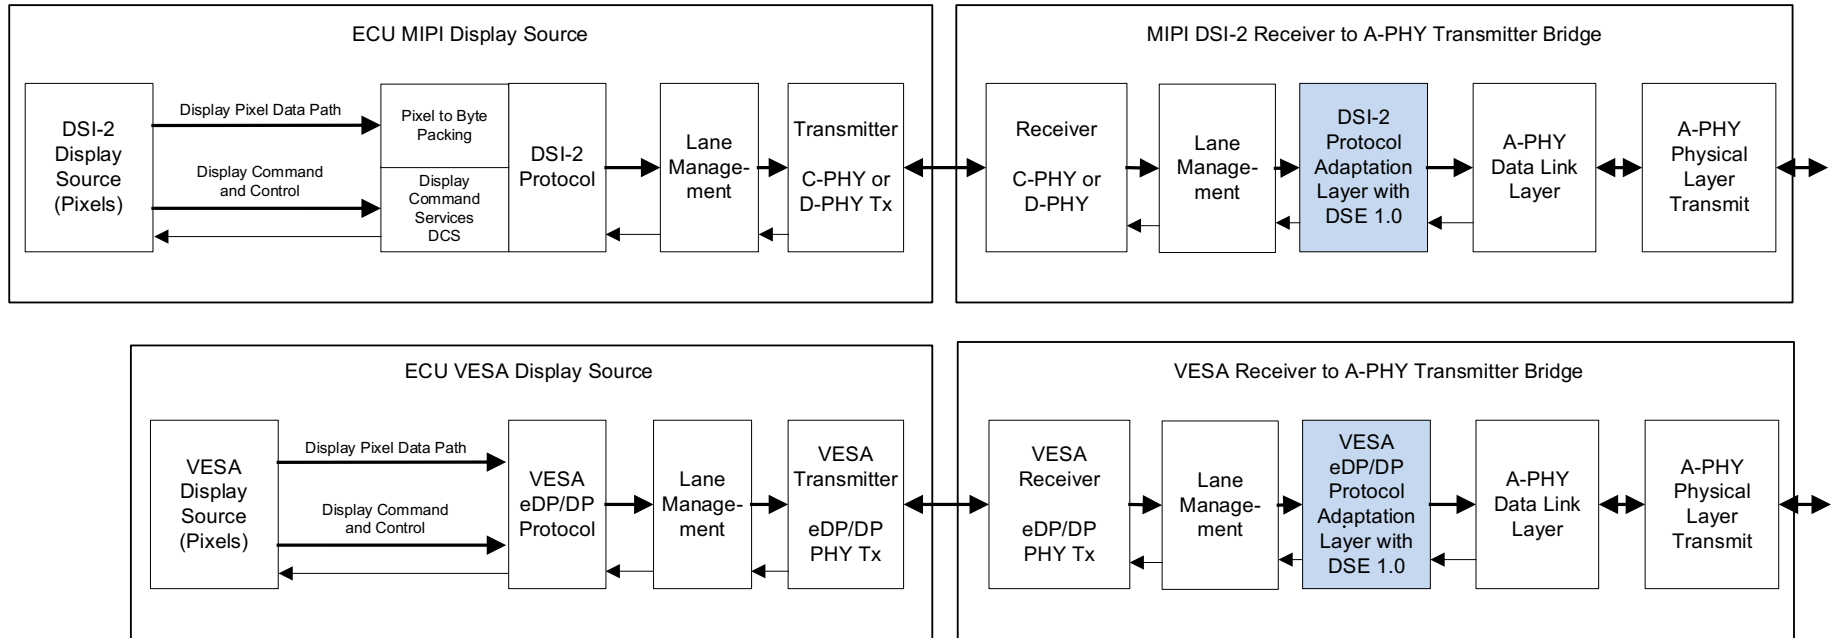 ECU MIPI Display Source
DSI-2
Display
Source
(Pixels)
Display Pixel Data Path
Display Command
and Control
Pixel to Byte
Packing
Display
Command
Services
DCS
DSI-2
Protocol
Lane
Manage-
ment
Transmitter
C-PHY or
D-PHY Tx
MIPI DSI-2 Receiver to A-PHY Transmitter Bridge
Receiver
C-PHY or
D-PHY
Lane
Manage-
ment
DSI-2
Protocol
Adaptation
Layer with
DSE 1.0
A-PHY
Data Link
Layer
A-PHY
Physical
Layer
Transmit
ECU VESA Display Source
VESA
Display
Source
(Pixels)
Display Pixel Data Path
Display Command
and Control
VESA
eDP/DP
Protocol
Lane
Manage-
ment
VESA
Transmitter
eDP/DP
PHY Tx
VESA Receiver to A-PHY Transmitter Bridge
VESA
Receiver
eDP/DP
PHY Tx
Lane
Manage-
ment
VESA
eDP/DP
Protocol
Adaptation
Layer with
DSE 1.0
A-PHY
Data Link
Layer
A-PHY
Physical
Layer
Transmit